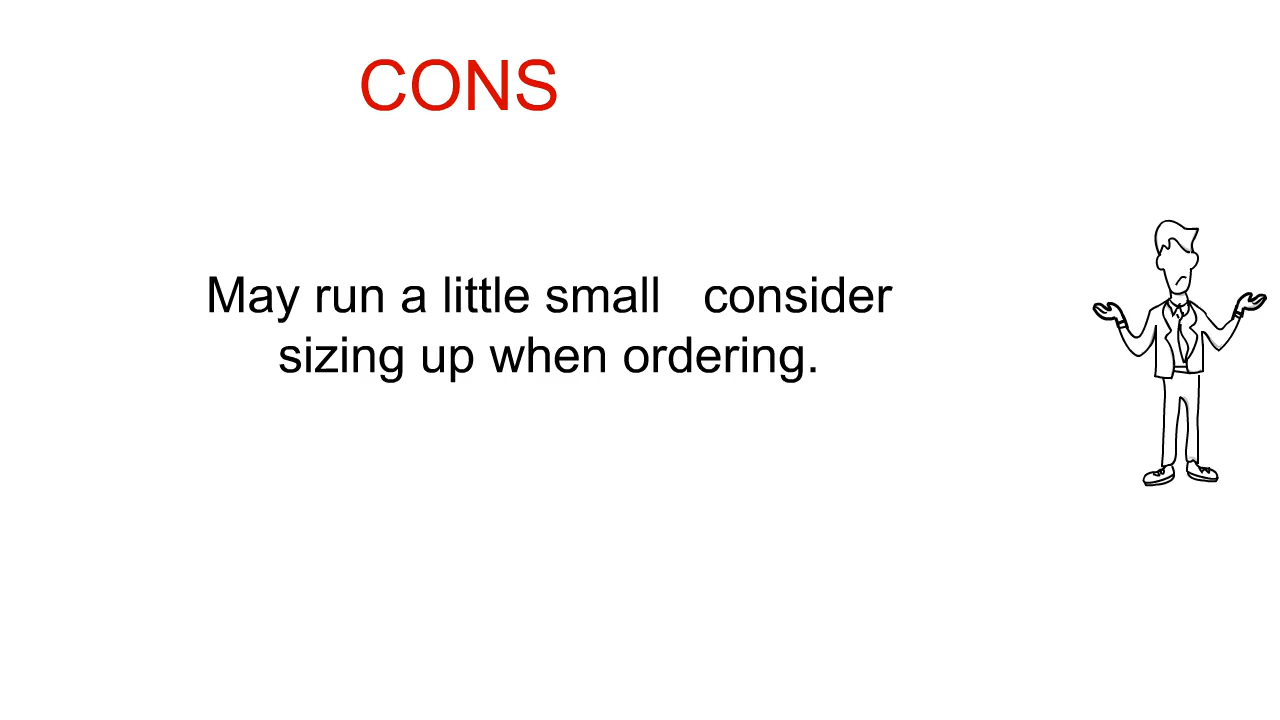 CONS
May run a little small   consider
sizing up when ordering.